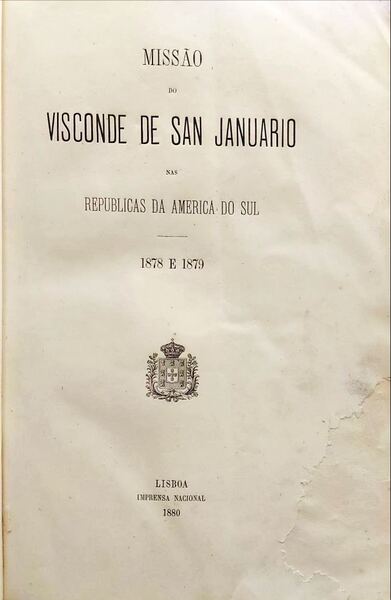 MISSÃO
DO
VISCONDE DE SAN JANUARIO
NAS
REPUBLICAS DA AMERICA DO SUL
1878 E 1879
LISBOA
IMPRENSA NACIONAL
1880